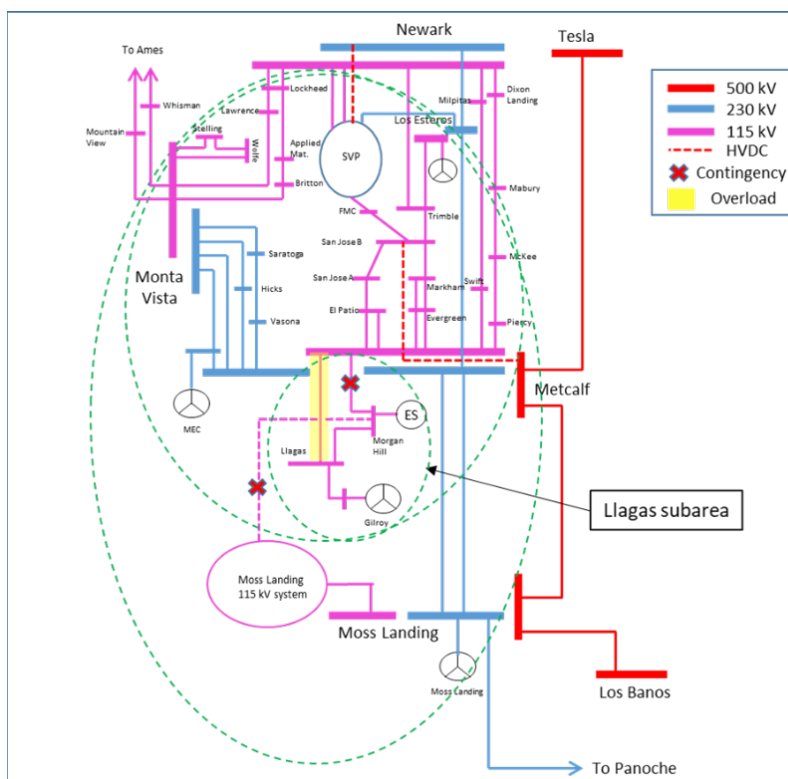 Newark
Tesla
To Ames
500 kV
230 kV
115 kV
HVDC
Contingency
Overload
Whisman
Mountain
View
Stelling
Wolfe
Lawrence
Lockheed
Applied
Mat.
Britton
SVP
Los Esteros
Milpitas
Dixon
Landing
FMC
Trimble
Mabury
San Jose B
McKee
Monta
Vista
Saratoga
Hicks
Vasona
San Jose A
El Patio
Markham
Evergreen
Swift
Piercy
MEC
Metcalf
ES
Morgan
Hill
Llagas
Gilroy
Llagas subarea
Moss Landing
115 kV system
Moss Landing
Moss Landing
Los Banos
To Panoche